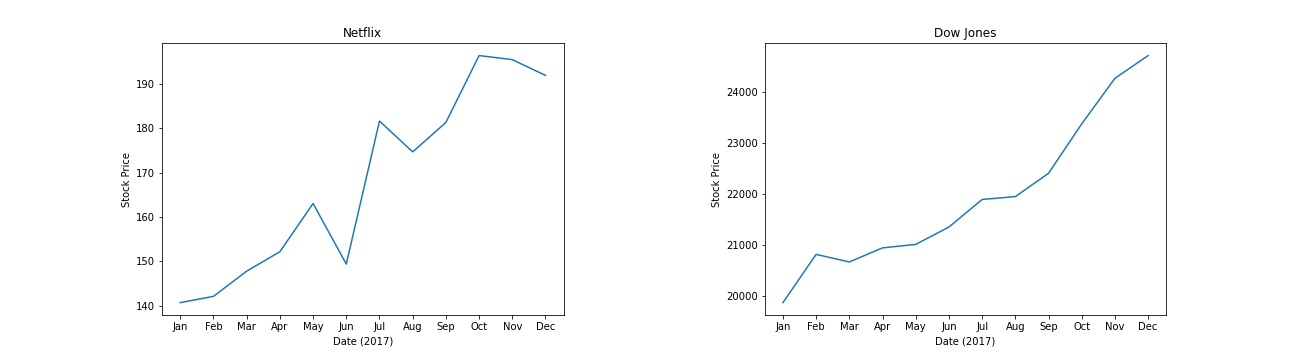 Netflix
Stock Price
190
180
170
160
150
140
Jan Feb Mar Apr May Jun Jul Aug Sep Oct Nov Dec
Date (2017)
Dow Jones
Stock Price
24000
23000
22000
21000
20000
Jan Feb Mar Apr May Jun Jul Aug Sep Oct Nov Dec
Date (2017)